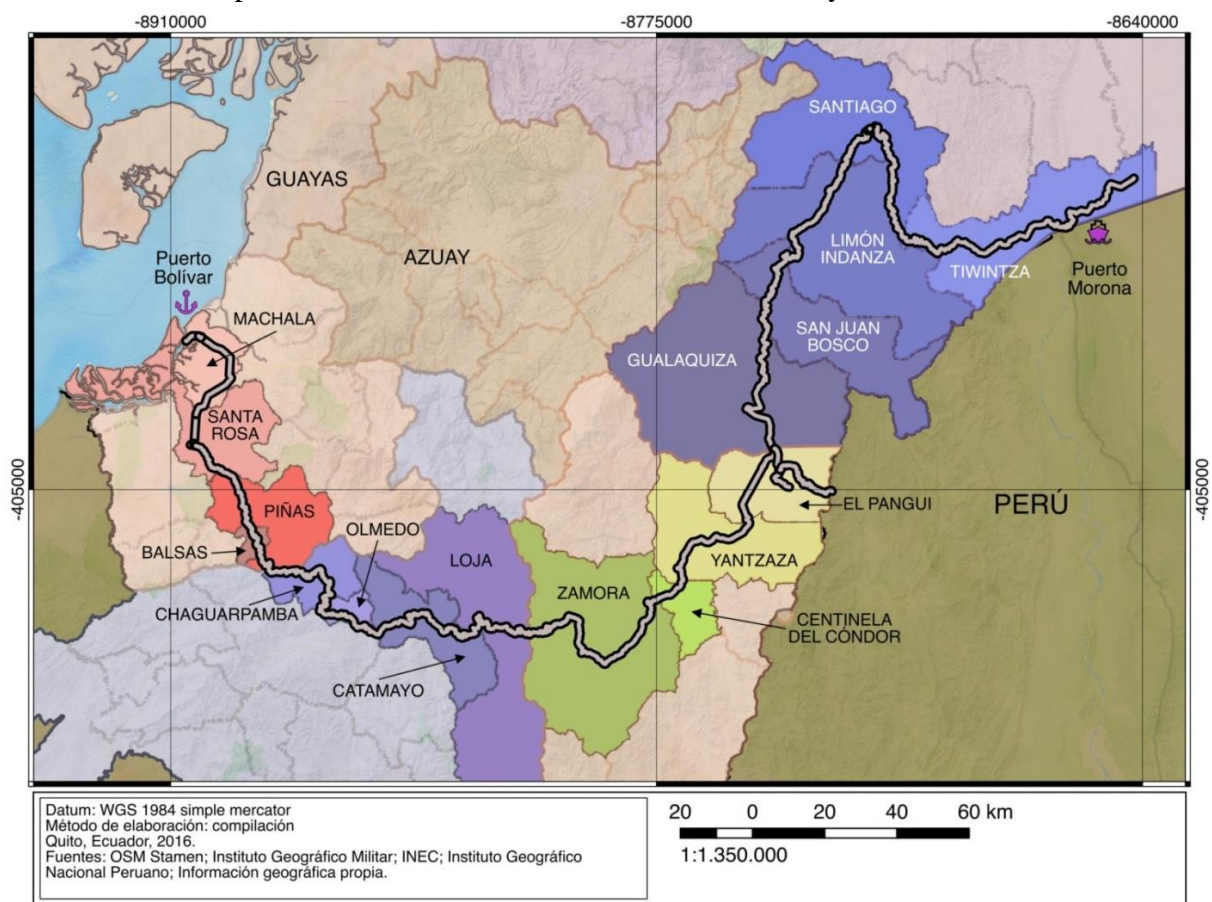 -8910000
-8775000
-8640000
SANTIAGO
GUAYAS
AZUAY
LIMÓN
INDANZA
Puerto
Bolívar
TIWINTZA
Puerto
Morona
MACHALA
SAN JUAN
BOSCO
GUALAQUIZA
SANTA
ROSA
-405000
-405000
PIÑAS
EL PANGUI
PERÚ
OLMEDO
BALSAS
LOJA
YANTZAZA
ZAMORA
CHAGUARPAMBA
CENTINELA
DEL CÓNDOR
CATAMAYO
Datum: WGS 1984 simple mercator
Método de elaboración: compilación
Quito, Ecuador, 2016.
Fuentes: OSM Stamen; Instituto Geográfico Militar; INEC; Instituto Geográfico
Nacional Peruano; Información geográfica propia.
20 0 20 40 60 km
1:1.350.000